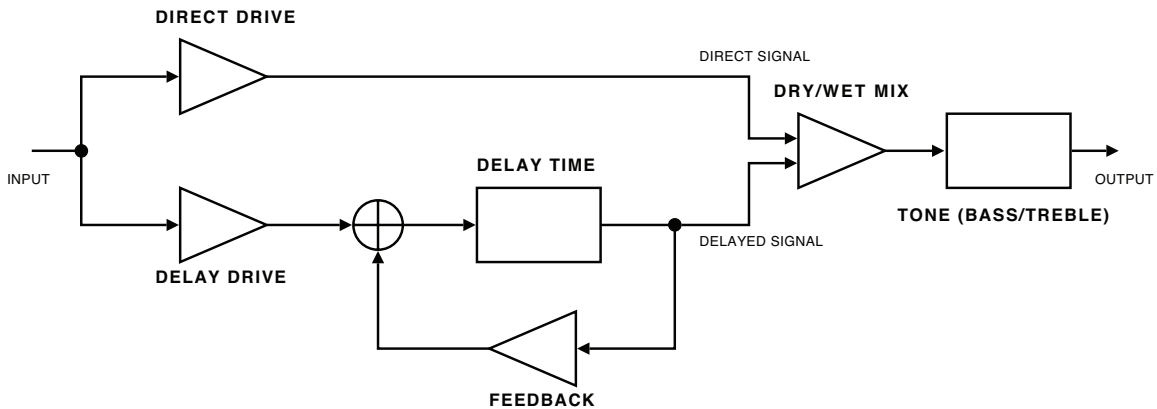 DIRECT DRIVE
DIRECT SIGNAL
DRY/WET MIX
DELAY TIME
INPUT
OUTPUT
TONE (BASS/TREBLE)
DELAYED SIGNAL
DELAY DRIVE
FEEDBACK